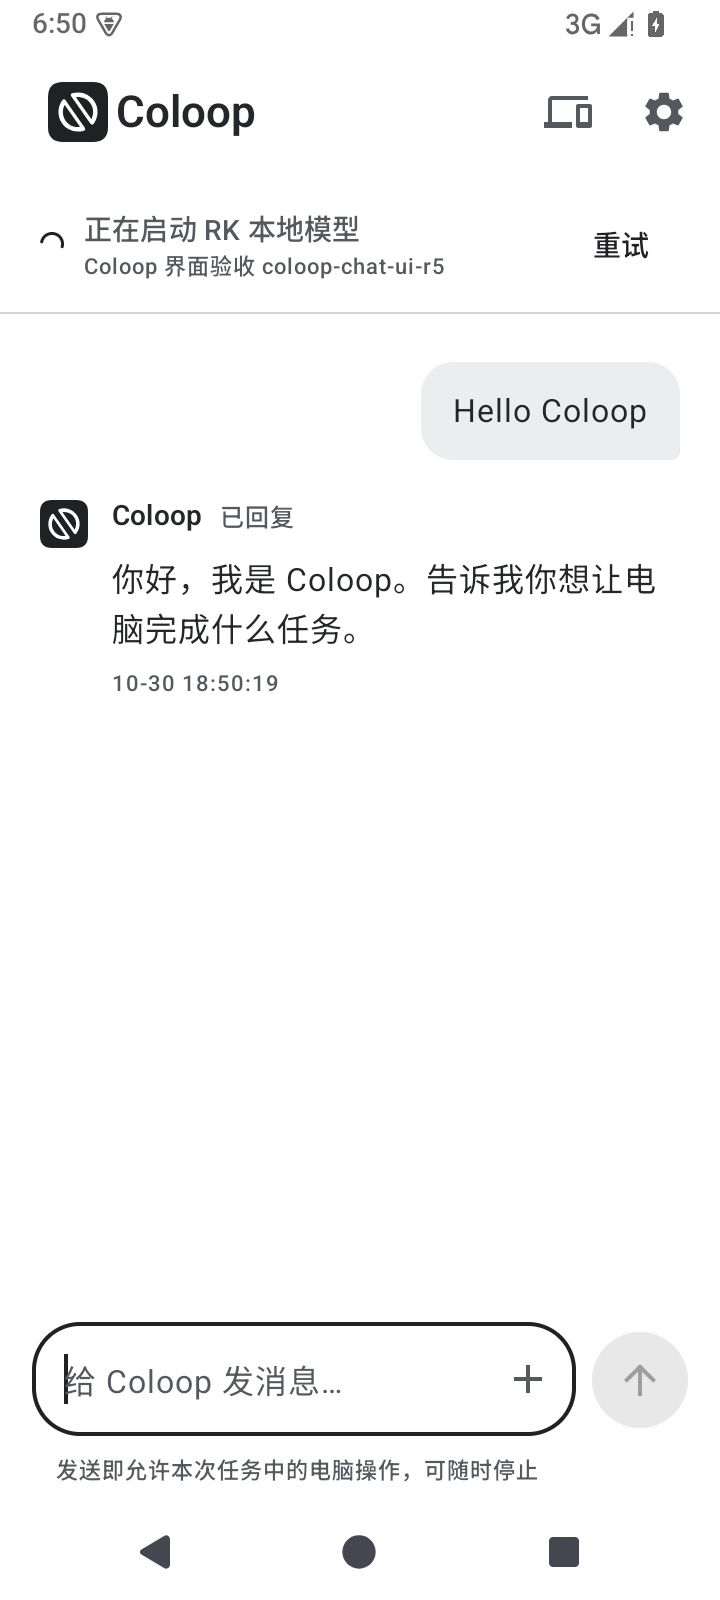 6:50
3G
Coloop
正在启动 RK 本地模型
Coloop 界面验收 coloop-chat-ui-r5
重试
Hello Coloop
Coloop 已回复
你好，我是 Coloop。告诉我你想让电
脑完成什么任务。
10-30 18:50:19
给 Coloop 发消息...
发送即允许本次任务中的电脑操作，可随时停止